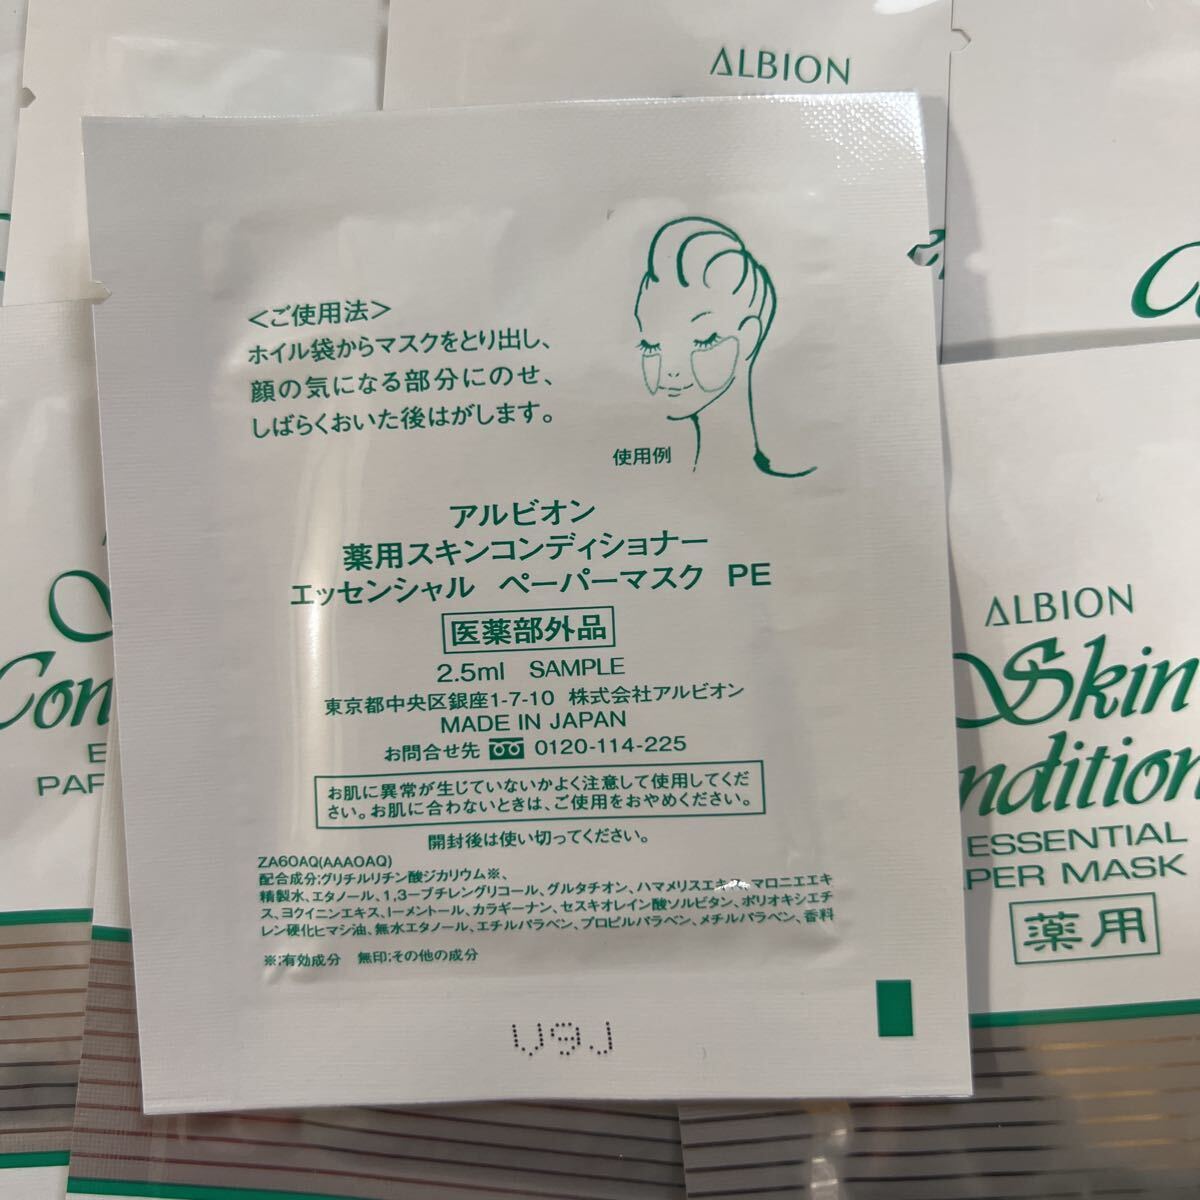 ALBION
<ご使用法>
ホイル袋からマスクをとり出し、
顔の気になる部分にのせ、
しばらくおいた後はがします。
使用例
アルビオン
薬用スキンコンディショナー
エッセンシャル ペーパーマスク PE
医薬部外品
2.5ml SAMPLE
東京都中央区銀座1-7-10 株式会社アルビオン
MADE IN JAPAN
お問合せ先 0120-114-225
お肌に異常が生じていないかよく注意して使用してくだ
さい。お肌に合わないときは、ご使用をおやめください。
開封後は使い切ってください。
ZA60AQ(AAA0AQ)
配合成分;グリチルリチン酸ジカリウム※、
精製水、エタノール、1,3-ブチレングリコール、グルタチオン、ハマメリスエキス、マロニエエキ
ス、ヨクイニンエキス、l-メントール、カラギーナン、セスキオレイン酸ソルビタン、ポリオキシエチ
レン硬化ヒマシ油、無水エタノール、エチルパラベン、プロピルパラベン、メチルパラベン、香料
※;有効成分 無印;その他の成分
U9J
ALBION
Skin
ndition
ESSENTIAL
PER MASK
薬用
Con
E
PAP